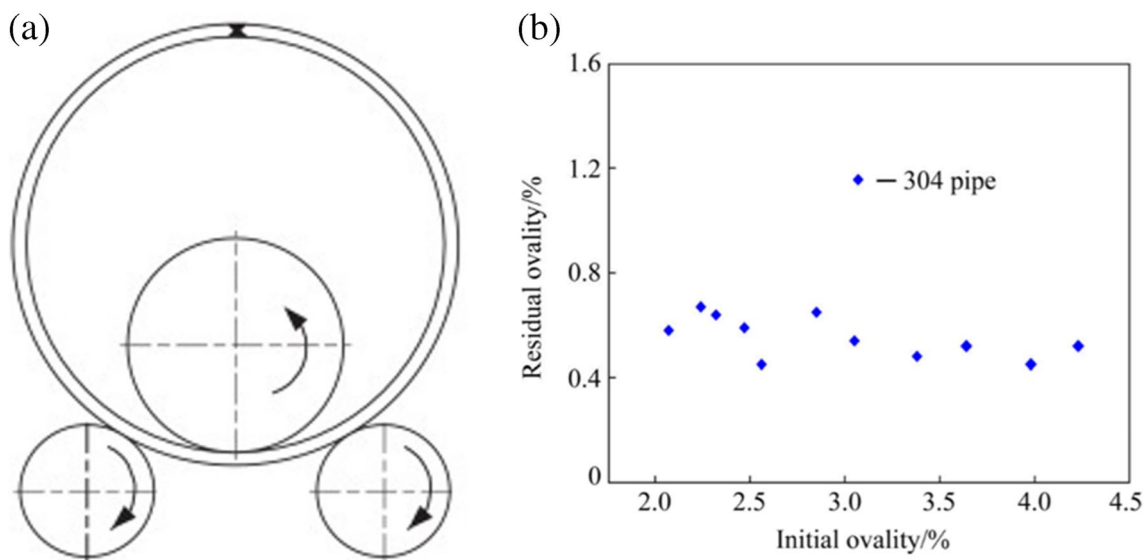 (a)
(b)
Residual ovality/%
1.6
1.2
0.8
0.4
0
— 304 pipe
2.0 2.5 3.0 3.5 4.0 4.5
Initial ovality/%